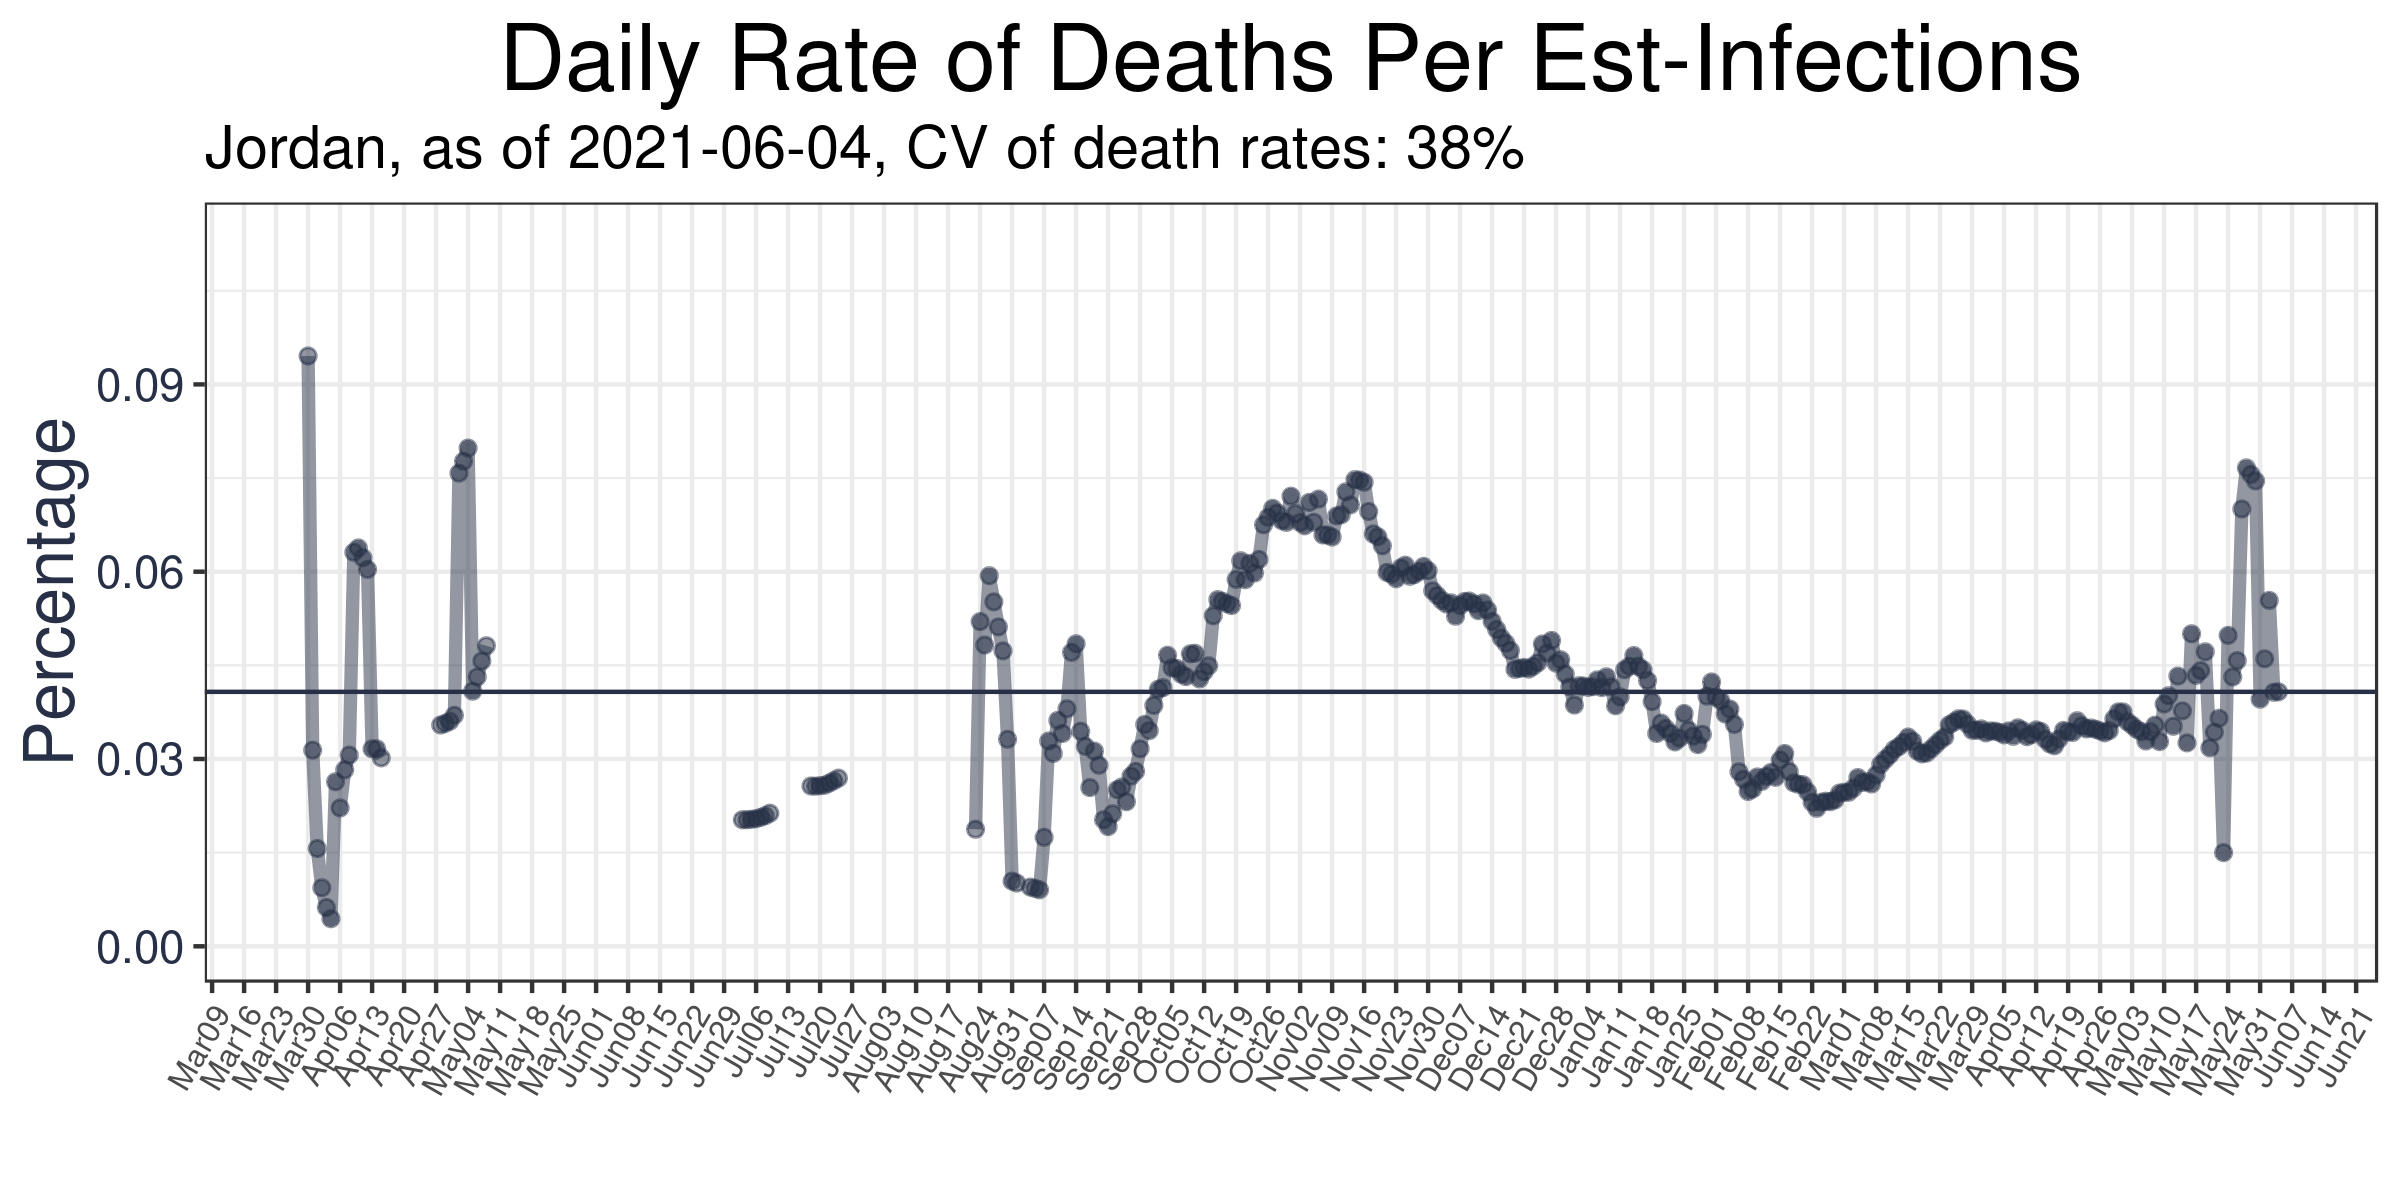 Daily Rate of Deaths Per Est-Infections
Jordan, as of 2021-06-04, CV of death rates: 38%
Percentage
0.09
0.06
0.03
0.00
Mar09
Mar16
Mar23
Mar30
Apr06
Apr13
Apr20
Apr27
May04
May11
May18
May25
Jun01
Jun08
Jun15
Jun22
Jun29
Jul06
Jul13
Jul20
Jul27
Aug03
Aug10
Aug17
Aug24
Aug31
Sep07
Sep14
Sep21
Sep28
Oct05
Oct12
Oct19
Oct26
Nov02
Nov09
Nov16
Nov23
Nov30
Dec07
Dec14
Dec21
Dec28
Jan04
Jan11
Jan18
Jan25
Feb01
Feb08
Feb15
Feb22
Mar01
Mar08
Mar15
Mar22
Mar29
Apr05
Apr12
Apr19
Apr26
May03
May10
May17
May24
May31
Jun07
Jun14
Jun21